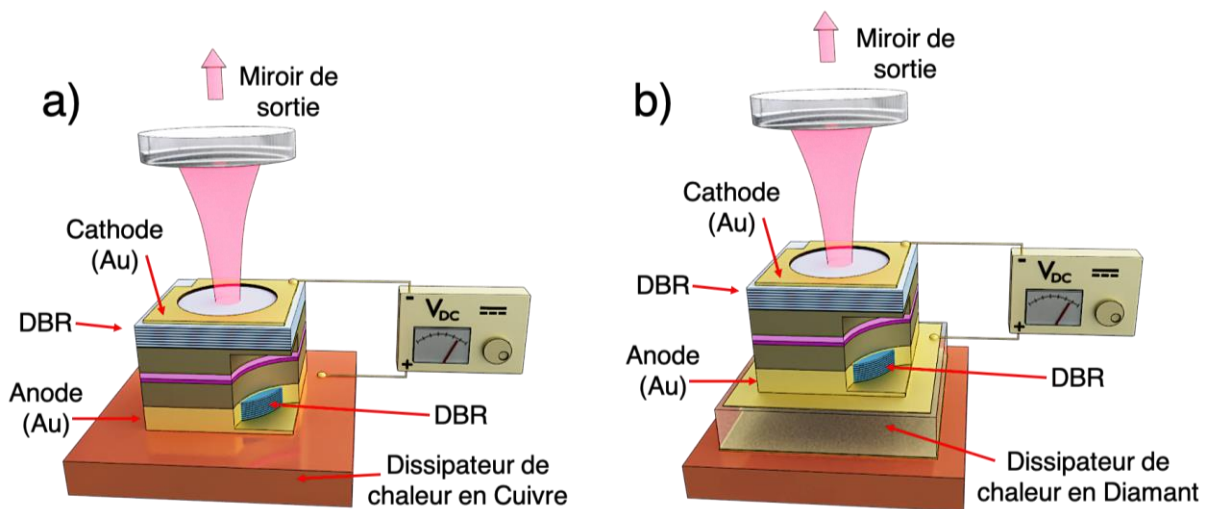 a)
Miroir de
sortie
Cathode
(Au)
DBR
Anode
(Au)
-
V DC
+
DBR
Dissipateur de
chaleur en Cuivre
b)
Miroir de
sortie
Cathode
(Au)
DBR
Anode
(Au)
-
V DC
+
DBR
Dissipateur de
chaleur en Diamant